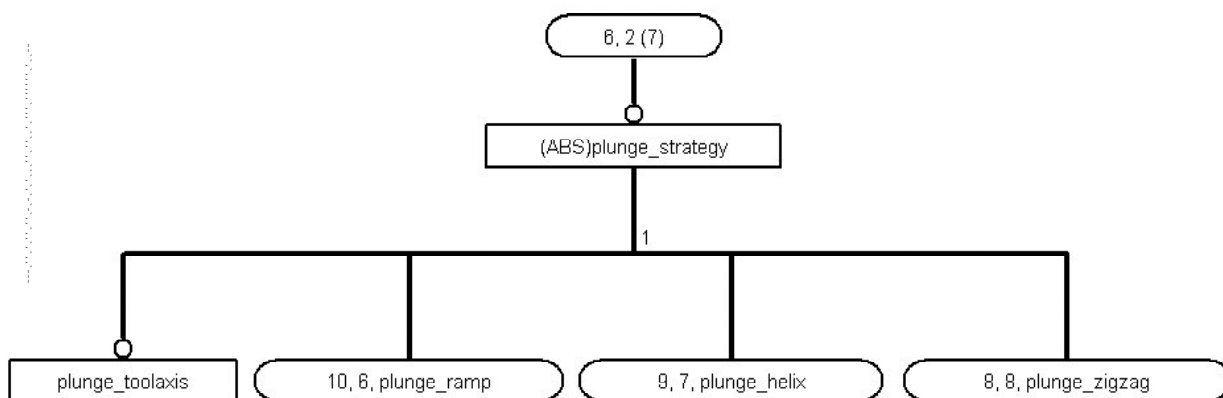 6, 2 (7)
(ABS)plunge_strategy
1
plunge_toolaxis
10, 6, plunge_ramp
9, 7, plunge_helix
8, 8, plunge_zigzag